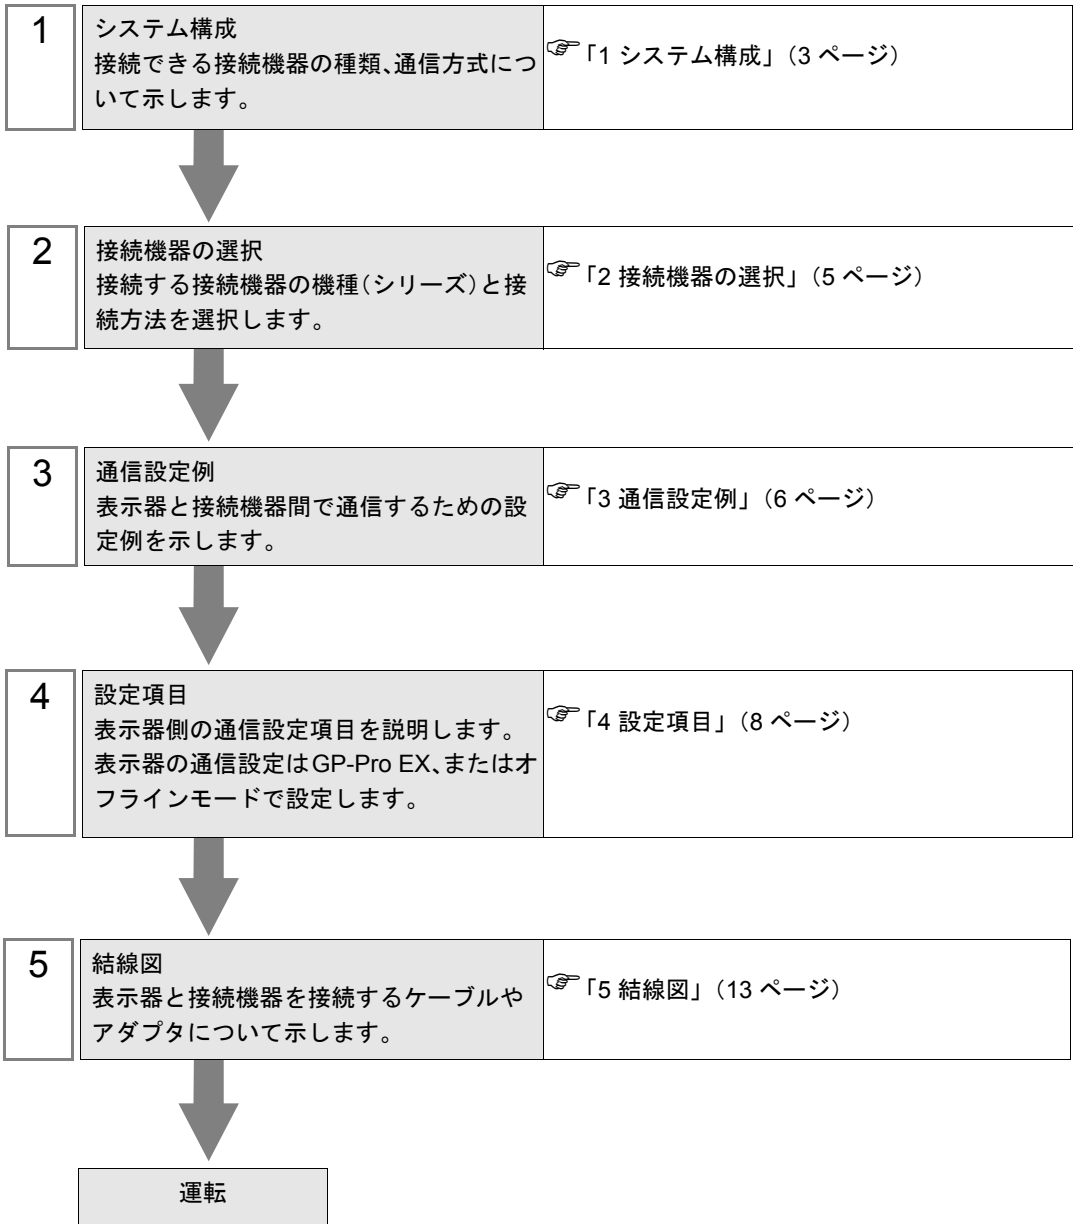 1
システム構成
接続できる接続機器の種類、通信方式につ
いて示します。
☞「1 システム構成」（3 ページ）
2
接続機器の選択
接続する接続機器の機種（シリーズ）と接
続方法を選択します。
☞「2 接続機器の選択」（5 ページ）
3
通信設定例
表示器と接続機器間で通信するための設
定例を示します。
☞「3 通信設定例」（6 ページ）
4
設定項目
表示器側の通信設定項目を説明します。
表示器の通信設定はGP-Pro EX、またはオ
フラインモードで設定します。
☞「4 設定項目」（8 ページ）
5
結線図
表示器と接続機器を接続するケーブルや
アダプタについて示します。
☞「5 結線図」（13 ページ）
運転